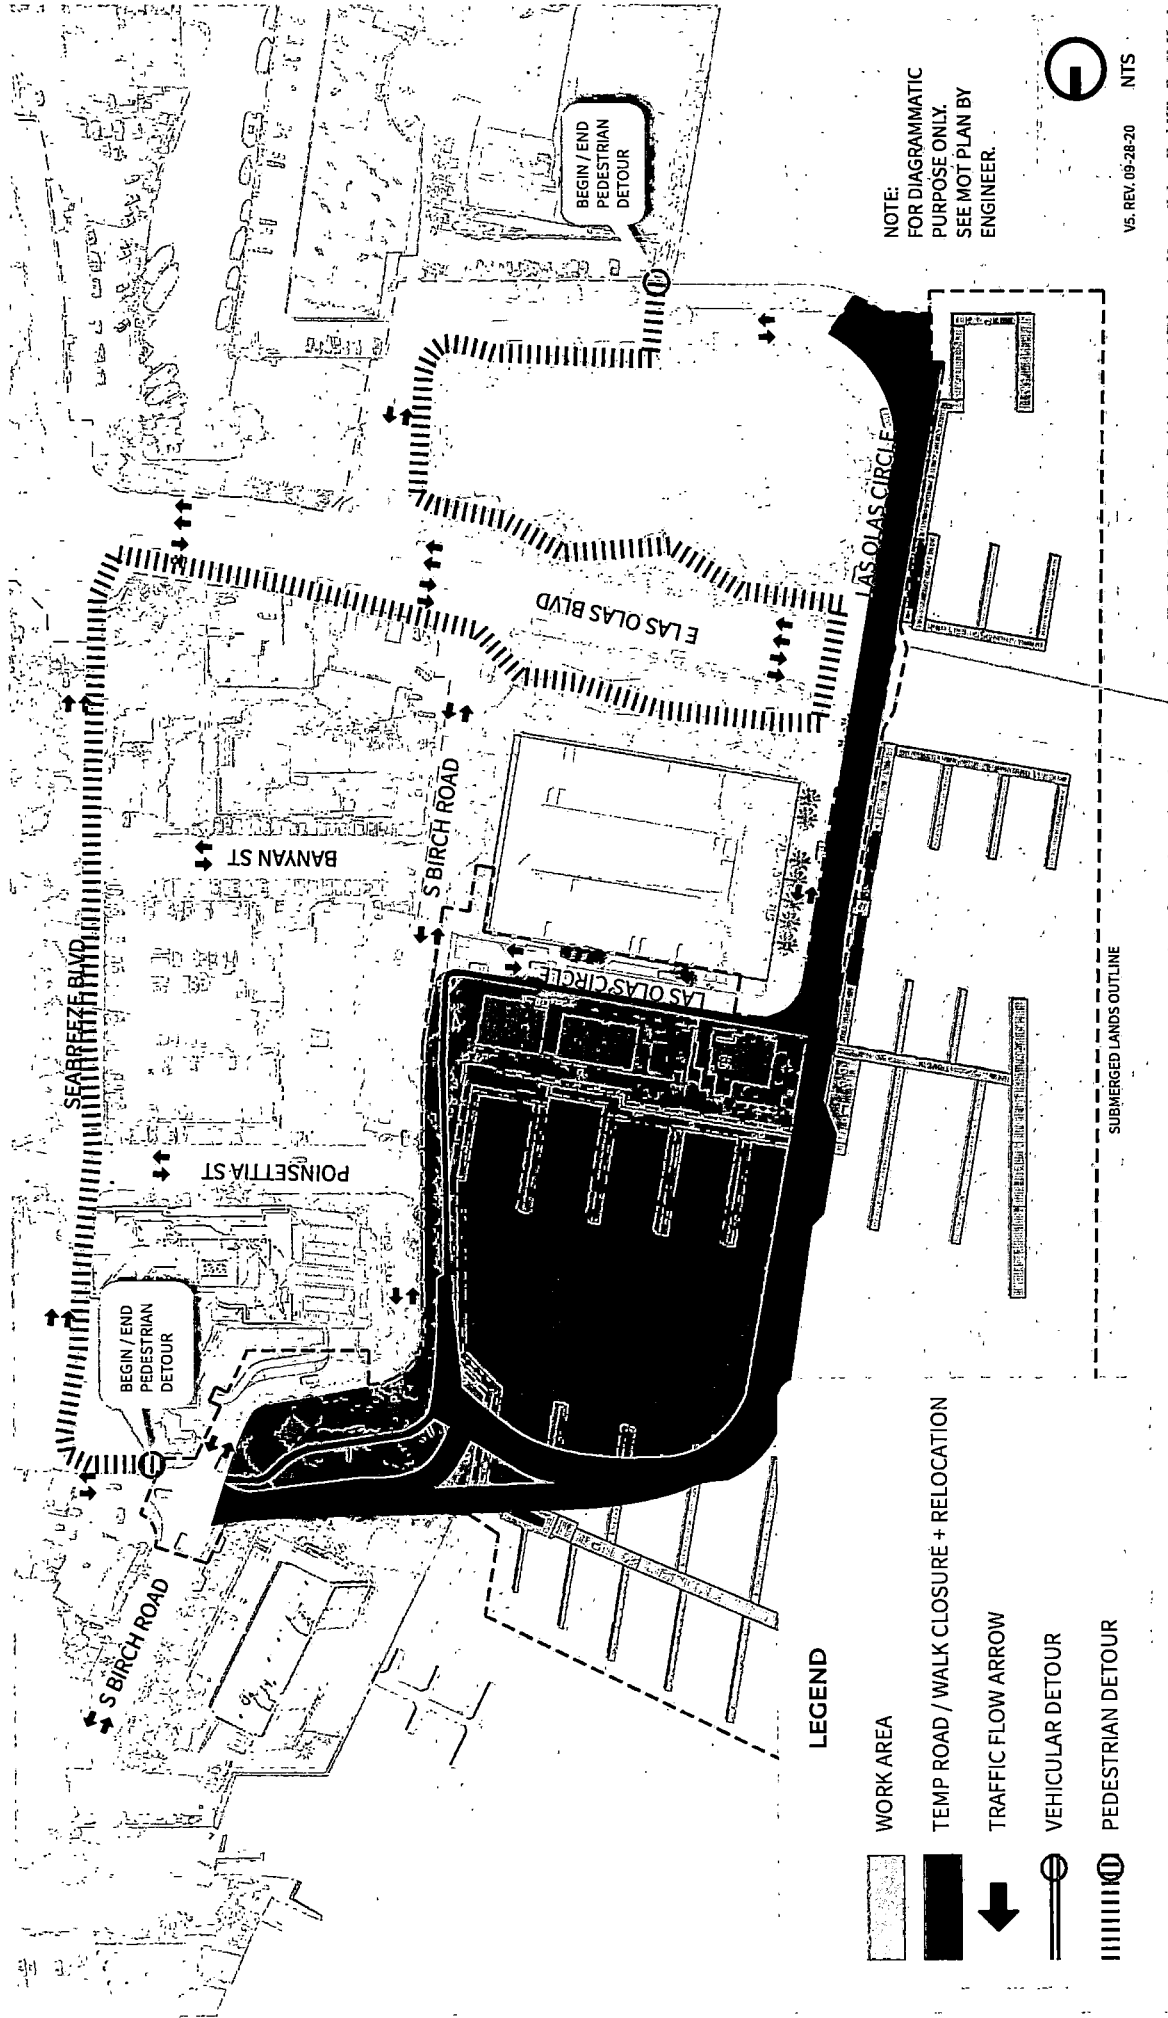 SEABREEZE BLVD
S BIRCH ROAD
BEGIN / END
PEDESTRIAN
DETOUR
POINSETTIA ST
BANYAN ST
S BIRCH ROAD
LAS OLAS CIRCLE
E LAS OLAS BLVD
LAS OLAS CIRCLE
BEGIN / END
PEDESTRIAN
DETOUR
SUBMERGED LANDS OUTLINE
LEGEND
WORK AREA
TEMP ROAD / WALK CLOSURE + RELOCATION
TRAFFIC FLOW ARROW
VEHICULAR DETOUR
PEDESTRIAN DETOUR
NOTE:
FOR DIAGRAMMATIC
PURPOSE ONLY.
SEE MOT PLAN BY
ENGINEER.
V5. REV. 09-28-20 NTS